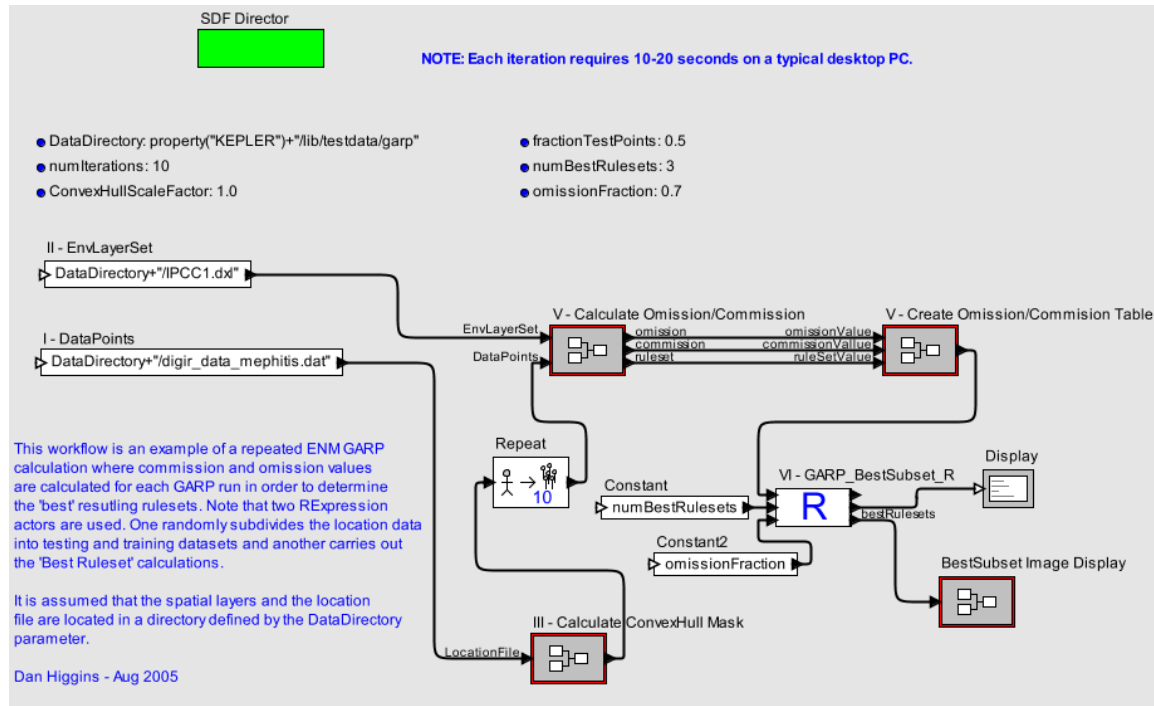 SDF Director
NOTE: Each iteration requires 10-20 seconds on a typical desktop PC.
DataDirectory: property("KEPLER")+"/lib/testdata/garp"
numIterations: 10
ConvexHullScaleFactor: 1.0
fractionTestPoints: 0.5
numBestRulesets: 3
omissionFraction: 0.7
II - EnvLayerSet
DataDirectory+"/IPCC1.dxl"
I - DataPoints
DataDirectory+"/digir_data_mephitis.dat"
V - Calculate Omission/Commission
EnvLayerSet
DataPoints
omission
commission
ruleset
V - Create Omission/Commision Table
omissionValue
commissionVallue
ruleSetValue
This workflow is an example of a repeated ENM GARP
calculation where commission and omission values
are calculated for each GARP run in order to determine
the 'best' resutling rulesets. Note that two RExpression
actors are used. One randomly subdivides the location data
into testing and training datasets and another carries out
the 'Best Ruleset' calculations.
It is assumed that the spatial layers and the location
file are located in a directory defined by the DataDirectory
parameter.
Dan Higgins - Aug 2005
Repeat
10
Constant
numBestRulesets
Constant2
omissionFraction
VI - GARP_BestSubset_R
R
bestRulesets
Display
BestSubset Image Display
III - Calculate ConvexHull Mask
LocationFile